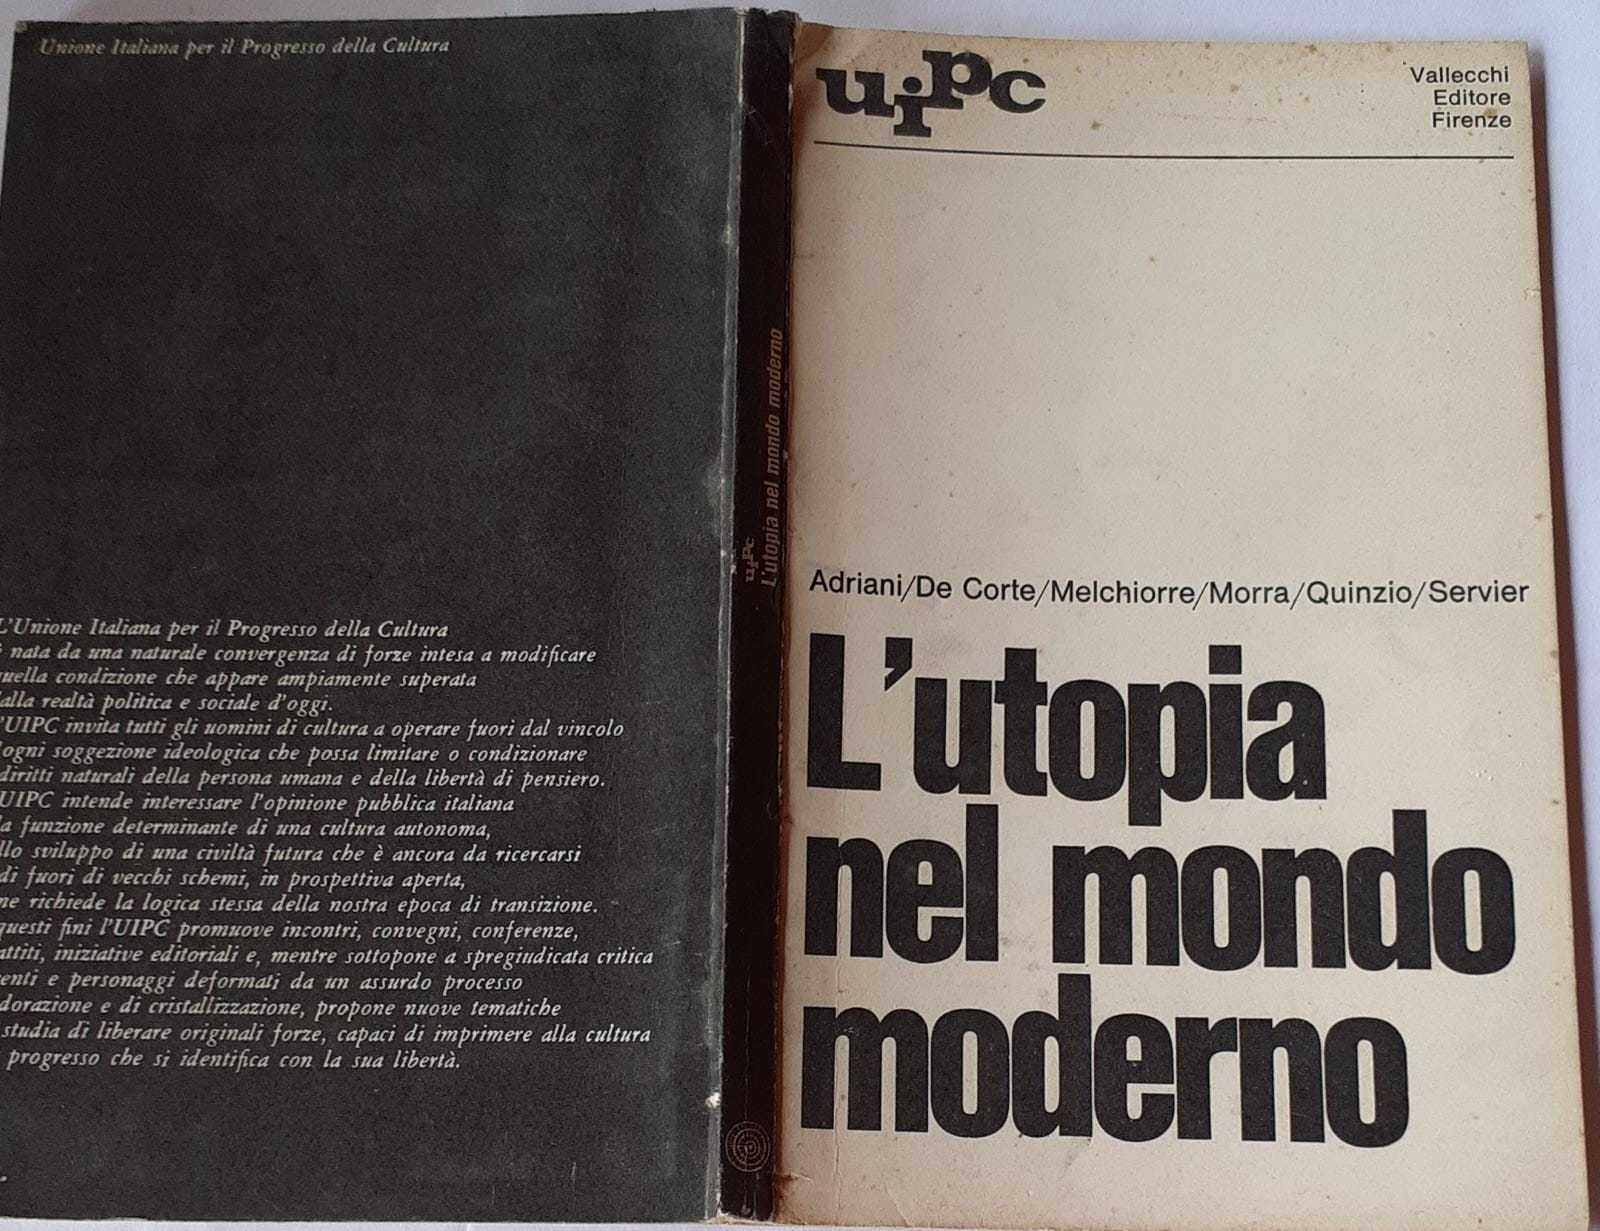 Unione Italiana per il Progresso della Cultura
L'Unione Italiana per il Progresso della Cultura
è nata da una naturale convergenza di forze intesa a modificare
quella condizione che appare ampiamente superata
alla realtà politica e sociale d'oggi.
L'UIPC invita tutti gli uomini di cultura a operare fuori dal vincolo
ogni soggezione ideologica che possa limitare o condizionare
diritti naturali della persona umana e della libertà di pensiero.
UIPC intende interessare l'opinione pubblica italiana
la funzione determinante di una cultura autonoma,
llo sviluppo di una civiltà futura che è ancora da ricercarsi
di fuori di vecchi schemi, in prospettiva aperta,
me richiede la logica stessa della nostra epoca di transizione.
questi fini l'UIPC promuove incontri, convegni, conferenze,
attiti, iniziative editoriali e, mentre sottopone a spregiudicata critica
enti e personaggi deformati da un assurdo processo
dorazione e di cristallizzazione, propone nuove tematiche
studia di liberare originali forze, capaci di imprimere alla cultura
progresso che si identifica con la sua libertà.
uipc L'utopia nel mondo moderno
uipc
Vallecchi
Editore
Firenze
Adriani/De Corte/Melchiorre/Morra/Quinzio/Servier
L'utopia
nel mondo
moderno